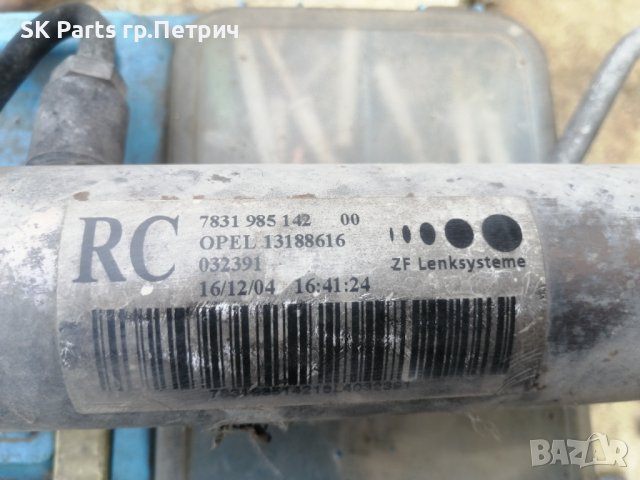 SK Parts гр.Петрич
RC
7831 985 142 00
OPEL 13188616
032391
16/12/04 16:41:24
ZF Lenksysteme
BAZAR